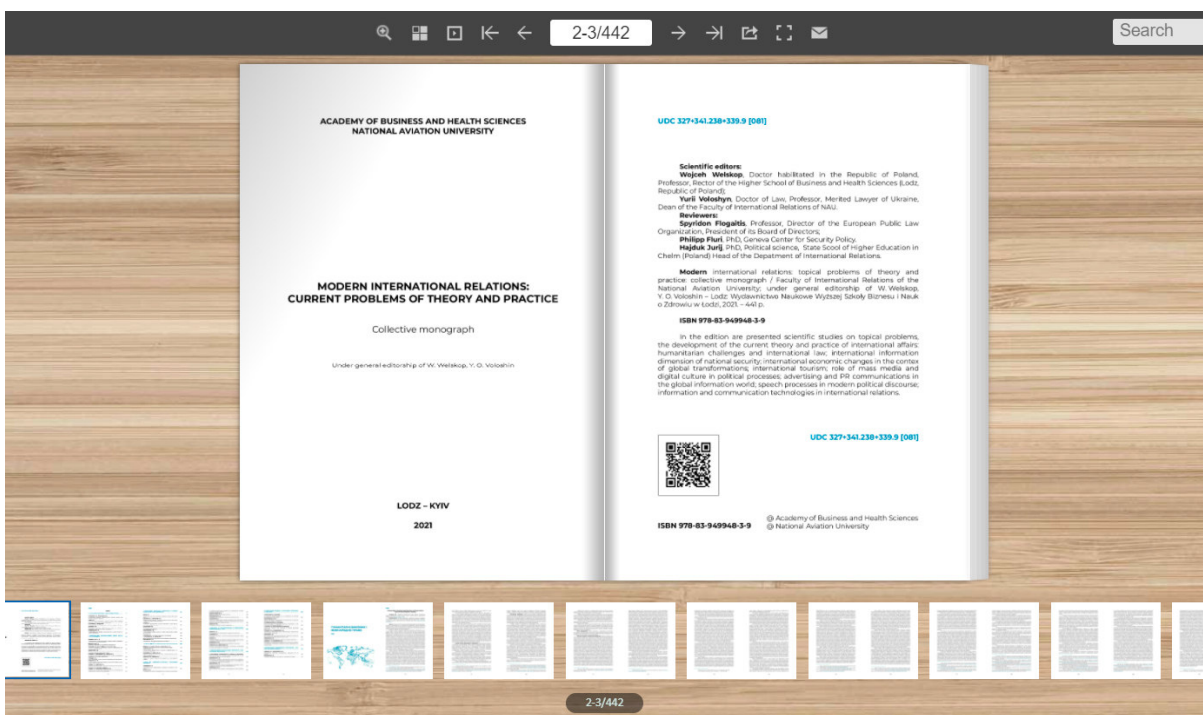 2-3/442
Search
ACADEMY OF BUSINESS AND HEALTH SCIENCES
NATIONAL AVIATION UNIVERSITY
MODERN INTERNATIONAL RELATIONS:
CURRENT PROBLEMS OF THEORY AND PRACTICE
Collective monograph
Under general editorship of W. Welskop, Y. O. Voloshin
LODZ – KYIV
2021
UDC 327+341.238+339.9 [081]
Scientific editors:
Wojceh Welskop, Doctor habilitated in the Republic of Poland,
Professor, Rector of the Higher School of Business and Health Sciences (Lodz,
Republic of Poland);
Yurii Voloshyn, Doctor of Law, Professor, Merited Lawyer of Ukraine,
Dean of the Faculty of International Relations of NAU.
Reviewers:
Spyridon Flogaitis, Professor, Director of the European Public Law
Organization, President of its Board of Directors;
Philipp Fluri, PhD, Geneva Center for Security Policy.
Hajduk Jurij, PhD, Political science, State Scool of Higher Education in
Chelm (Poland) Head of the Depatment of International Relations.
Modern international relations: topical problems of theory and
practice: collective monograph / Faculty of International Relations of the
National Aviation University; under general editorship of W. Welskop,
Y. O. Voloshin – Lodz: Wydawnictwo Naukowe Wyższej Szkoły Biznesu i Nauk
o Zdrowiu w Łodzi, 2021. – 441 p.
ISBN 978-83-949948-3-9
In the edition are presented scientific studies on topical problems,
the development of the current theory and practice of international affairs;
humanitarian challenges and international law; international information
dimension of national security; international economic changes in the contex
of global transformations; international tourism; role of mass media and
digital culture in political processes; advertising and PR communications in
the global information world; speech processes in modern political discourse;
information and communication technologies in international relations.
UDC 327+341.238+339.9 [081]
ISBN 978-83-949948-3-9
@ Academy of Business and Health Sciences
@ National Aviation University
2-3/442